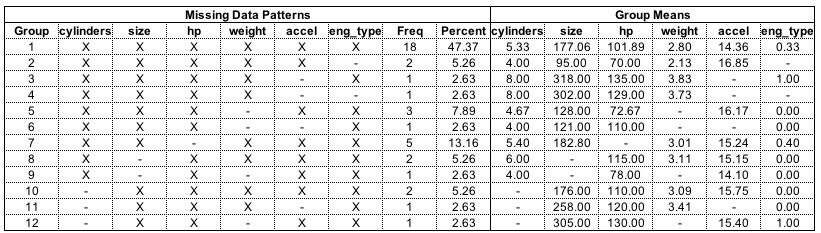 Missing Data Patterns Group Means
Group cylinders size hp weight accel eng_type Freq Percent cylinders size hp weight accel eng_type
1 X X X X X X 18 47.37 5.33 177.06 101.89 2.80 14.36 0.33
2 X X X X X - 2 5.26 4.00 95.00 70.00 2.13 16.85 -
3 X X X X - X 1 2.63 8.00 318.00 135.00 3.83 - 1.00
4 X X X X - - 1 2.63 8.00 302.00 129.00 3.73 - -
5 X X X - X X 3 7.89 4.67 128.00 72.67 - 16.17 0.00
6 X X X - - X 1 2.63 4.00 121.00 110.00 - - 0.00
7 X X - X X X 5 13.16 5.40 182.80 - 3.01 15.24 0.40
8 X - X X X X 2 5.26 6.00 - 115.00 3.11 15.15 0.00
9 X - X - X X 1 2.63 4.00 - 78.00 - 14.10 0.00
10 - X X X X X 2 5.26 - 176.00 110.00 3.09 15.75 0.00
11 - X X X - X 1 2.63 - 258.00 120.00 3.41 - 0.00
12 - X X - X X 1 2.63 - 305.00 130.00 - 15.40 1.00